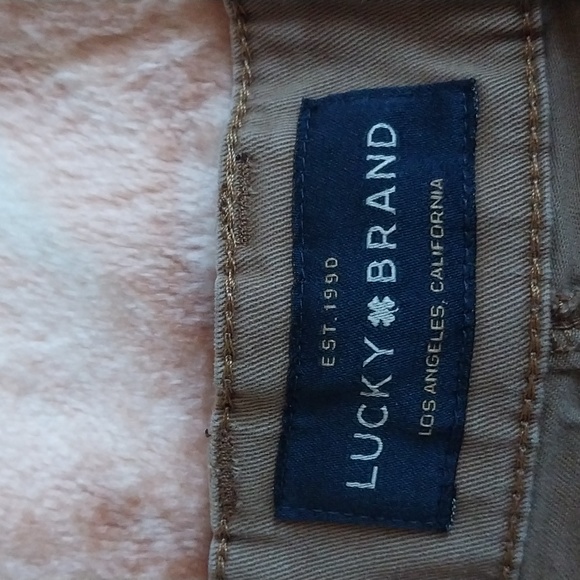 EST. 1990
LUCKY BRAND
LOS ANGELES, CALIFORNIA